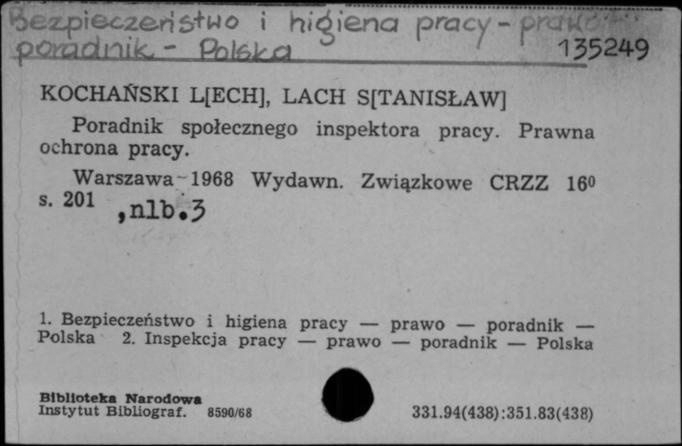 Bezpieczeństwo i higiena pracy - prawo -
poradnik - Polska
135249
KOCHAŃSKI L[ECH], LACH S[TANISŁAW]
Poradnik społecznego inspektora pracy. Prawna
ochrona pracy.
Warszawa 1968 Wydawn. Związkowe CRZZ 16º
s. 201 ,nlb.3
1. Bezpieczeństwo i higiena pracy — prawo — poradnik —
Polska 2. Inspekcja pracy — prawo — poradnik — Polska
Biblioteka Narodowa
Instytut Bibliograf. 8590/68 331.94(438):351.83(438)